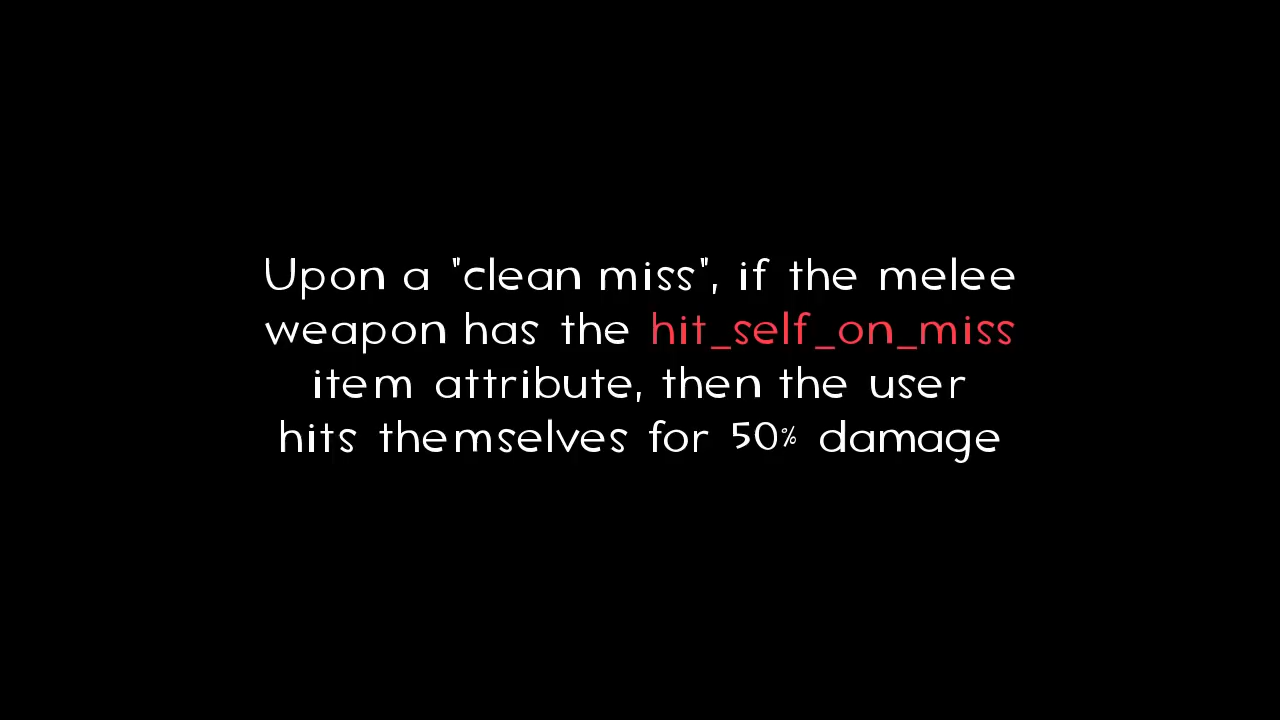 Upon a "clean miss", if the melee
weapon has the hit_self_on_miss
item attribute, then the user
hits themselves for 50% damage